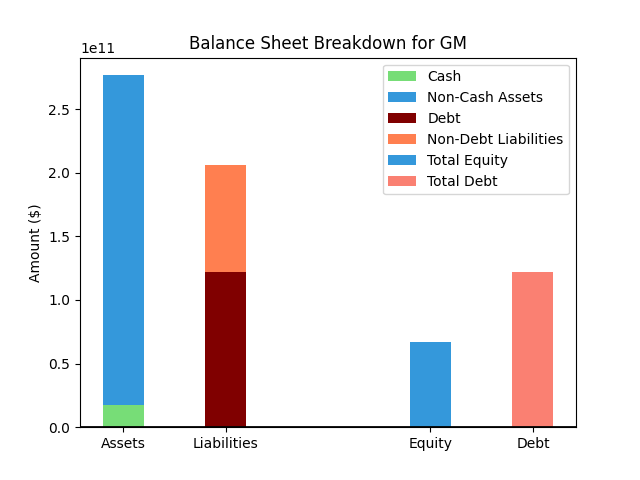 Balance Sheet Breakdown for GM
1e11
Cash
Non-Cash Assets
Debt
Non-Debt Liabilities
Total Equity
Total Debt
Amount ($)
2.5
2.0
1.5
1.0
0.5
0.0
Assets Liabilities Equity Debt